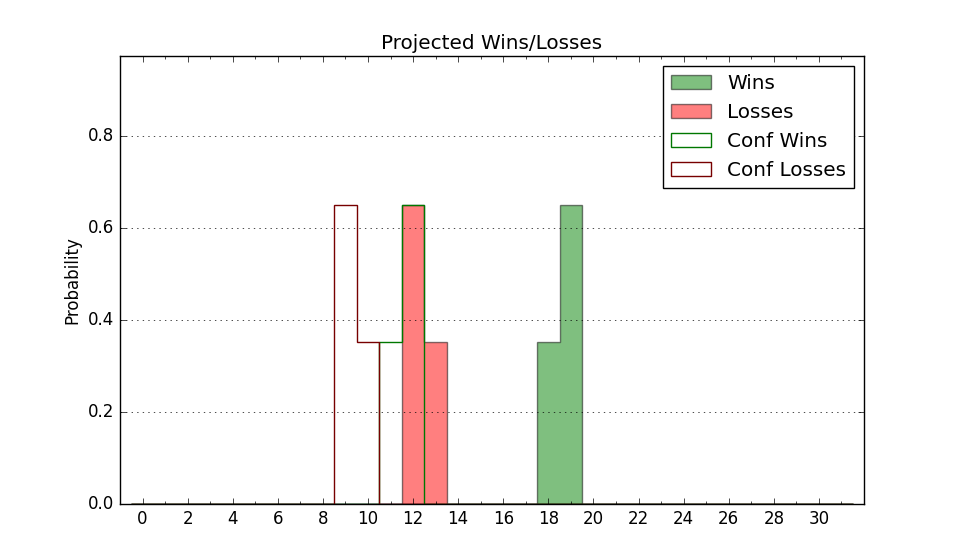 Projected Wins/Losses
Wins
Losses
Conf Wins
Conf Losses
Probability
0.8
0.6
0.4
0.2
0.0
0 2 4 6 8 10 12 14 16 18 20 22 24 26 28 30